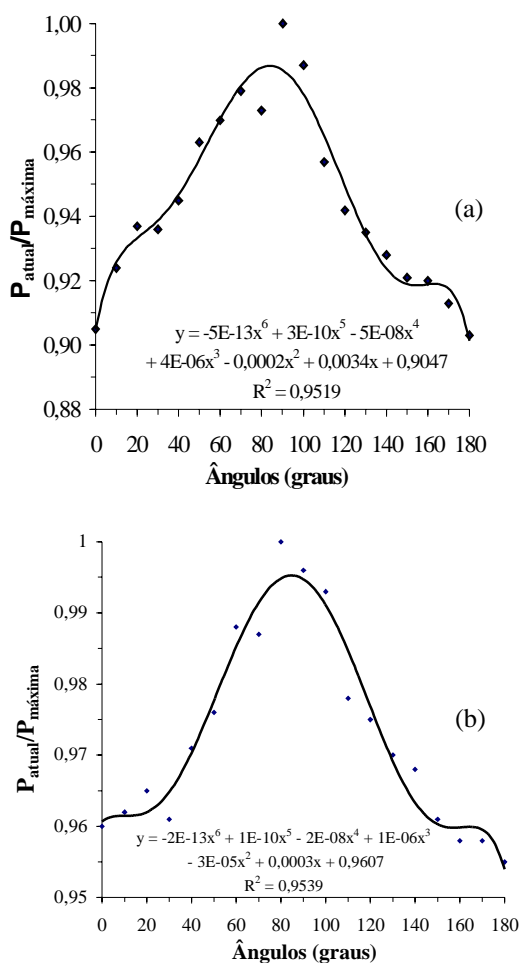 1,00
0,98
0,96
0,94
0,92
0,90
0,88
P_atual/P_máxima
(a)
y = -5E-13x^6 + 3E-10x^5 - 5E-08x^4
+ 4E-06x^3 - 0,0002x^2 + 0,0034x + 0,9047
R^2 = 0,9519
0 20 40 60 80 100 120 140 160 180
Ângulos (graus)
1
0,99
0,98
0,97
0,96
0,95
P_atual/P_máxima
(b)
y = -2E-13x^6 + 1E-10x^5 - 2E-08x^4 + 1E-06x^3
- 3E-05x^2 + 0,0003x + 0,9607
R^2 = 0,9539
0 20 40 60 80 100 120 140 160 180
Ângulos (graus)